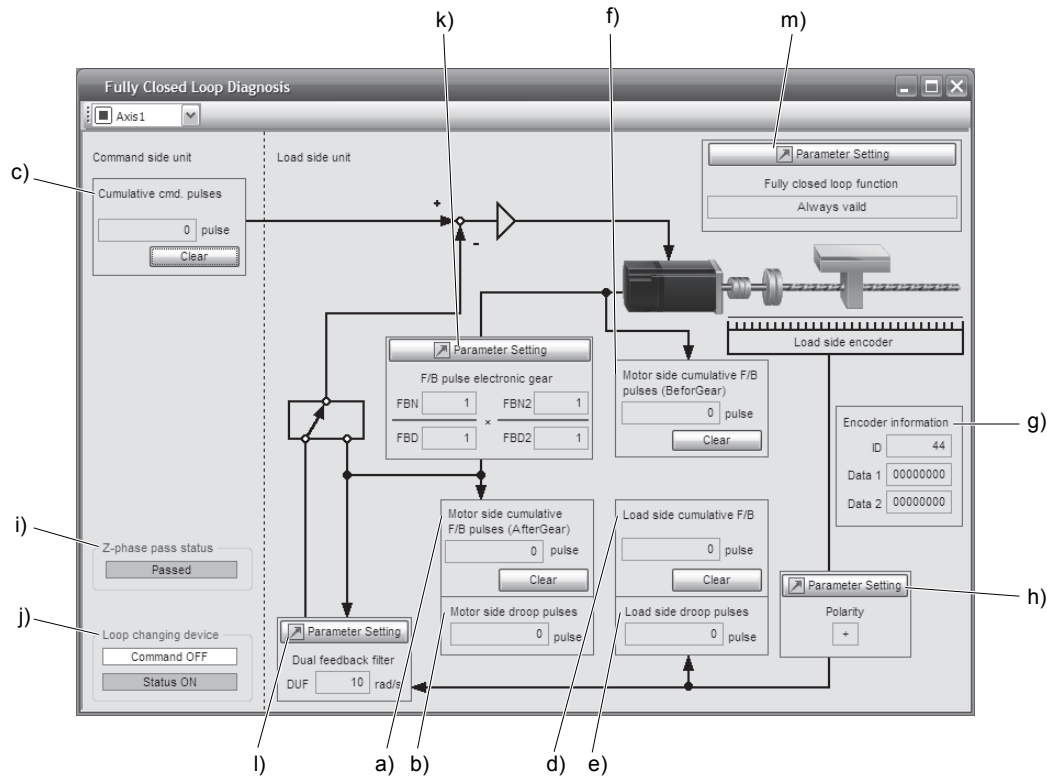 k)
f)
m)
Fully Closed Loop Diagnosis
Axis1
Command side unit
Load side unit
Parameter Setting
Fully closed loop function
Always vaild
c)
Cumulative cmd. pulses
0 pulse
Clear
+
-
Load side encoder
Parameter Setting
F/B pulse electronic gear
FBN 1 FBN2 1
×
FBD 1 FBD2 1
Motor side cumulative F/B
pulses (BeforGear)
0 pulse
Clear
g)
Encoder information
ID 44
Data 1 00000000
Data 2 00000000
i)
Z-phase pass status
Passed
Motor side cumulative
F/B pulses (AfterGear)
0 pulse
Clear
Load side cumulative F/B
0 pulse
Clear
h)
Parameter Setting
Polarity
+
j)
Loop changing device
Command OFF
Status ON
Parameter Setting
Dual feedback filter
DUF 10 rad/s
Motor side droop pulses
0 pulse
Load side droop pulses
0 pulse
l)
a)
b)
d)
e)